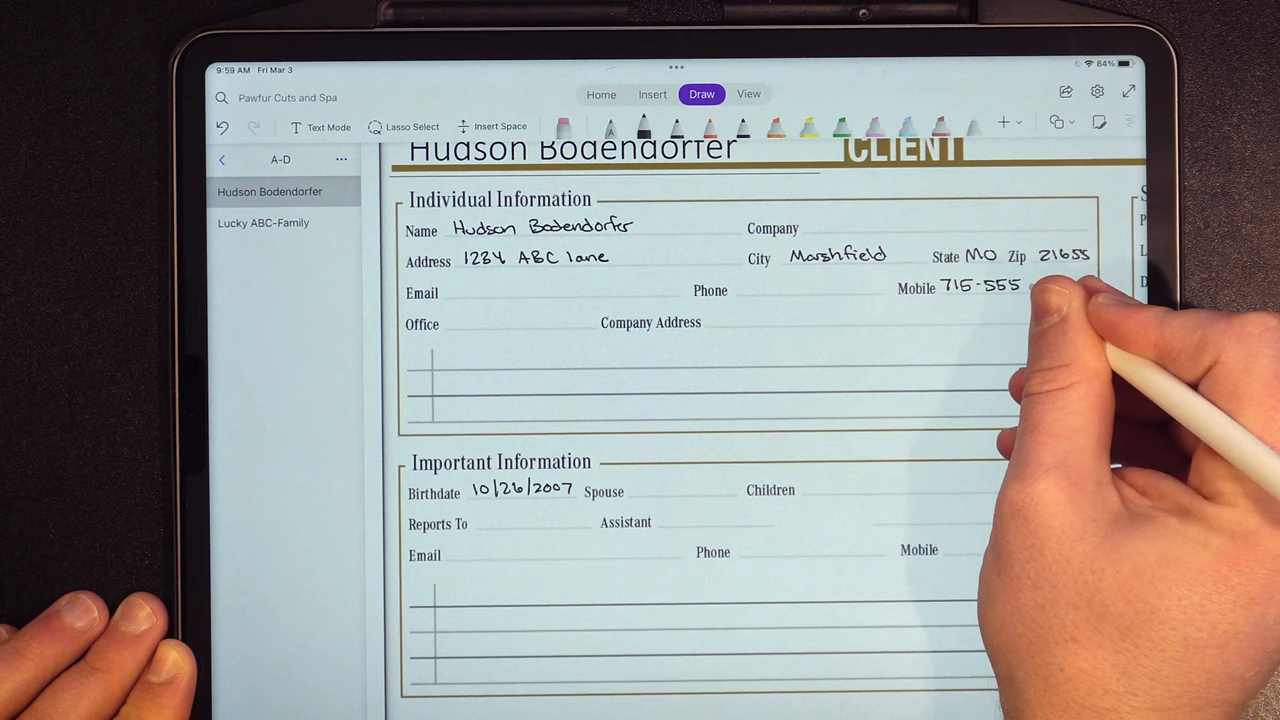 9:59 AM Fri Mar 3
84%
Pawfur Cuts and Spa
Home Insert Draw View
Text Mode Lasso Select Insert Space
A
A-D
Hudson Bodendorfer
Lucky ABC-Family
Hudson Bodendorfer CLIENT
Individual Information
Name Hudson Bodendorfer Company
Address 1234 ABC lane City Marshfield State MO Zip 21655
Email Phone Mobile 715-555
Office Company Address
Important Information
Birthdate 10/26/2007 Spouse Children
Reports To Assistant
Email Phone Mobile